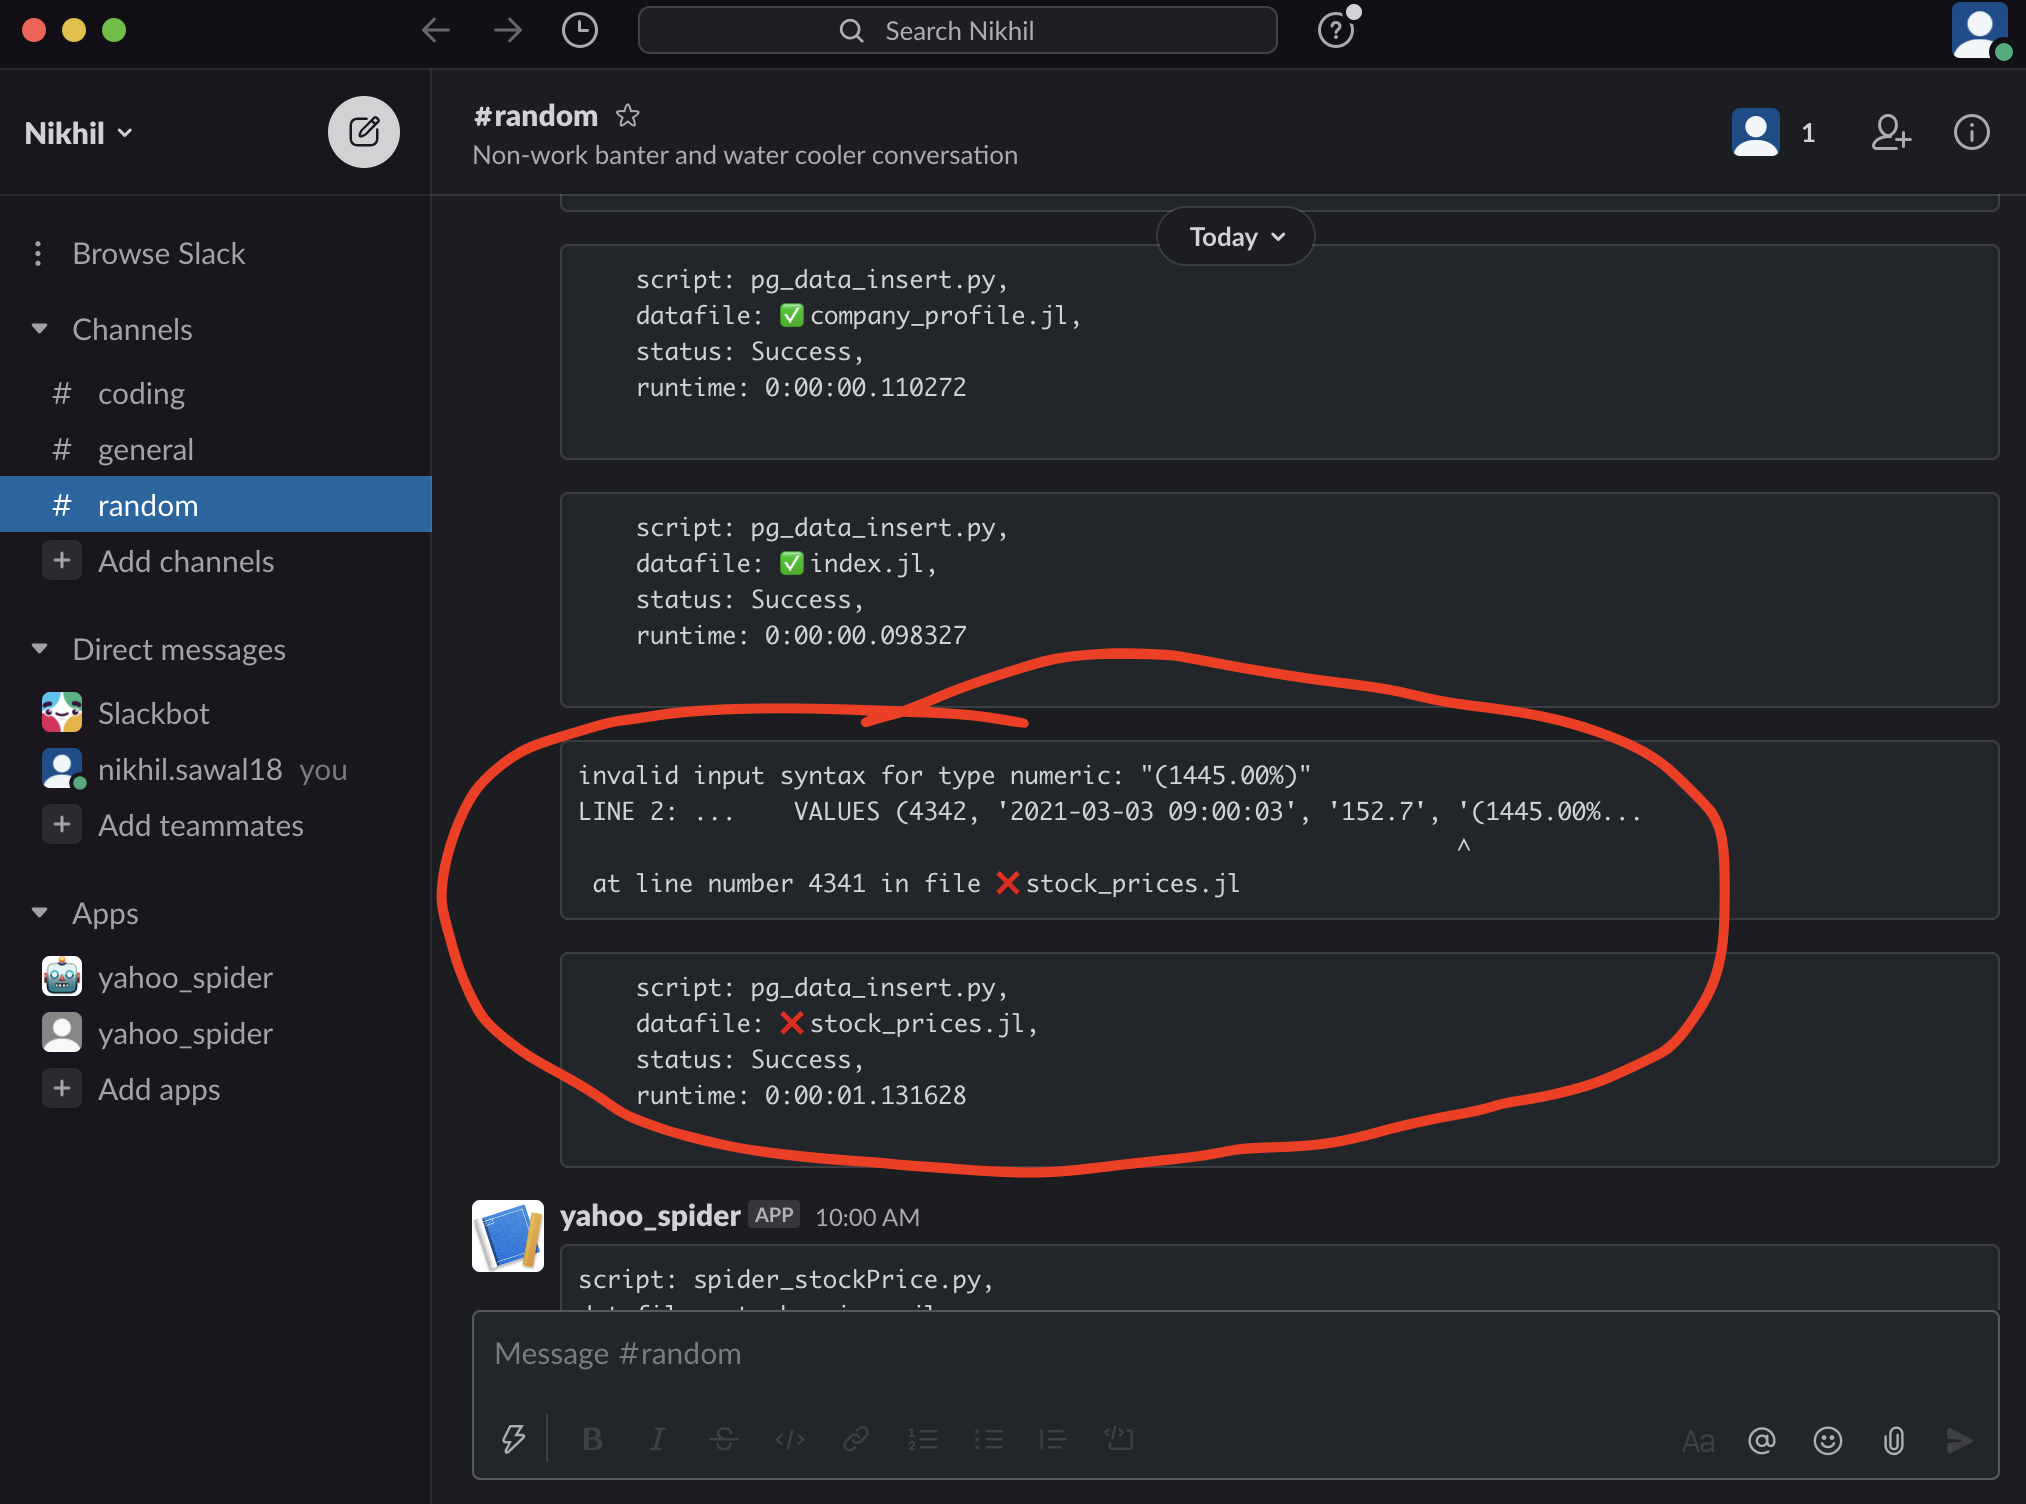 Search Nikhil
Nikhil
#random
Non-work banter and water cooler conversation
1
Browse Slack
Channels
# coding
# general
# random
+ Add channels
Direct messages
Slackbot
nikhil.sawal18 you
+ Add teammates
Apps
yahoo_spider
yahoo_spider
+ Add apps
Today
script: pg_data_insert.py,
datafile: ✅company_profile.jl,
status: Success,
runtime: 0:00:00.110272
script: pg_data_insert.py,
datafile: ✅index.jl,
status: Success,
runtime: 0:00:00.098327
invalid input syntax for type numeric: "(1445.00%)"
LINE 2: ... VALUES (4342, '2021-03-03 09:00:03', '152.7', '(1445.00%...
^
at line number 4341 in file ❌stock_prices.jl
script: pg_data_insert.py,
datafile: ❌stock_prices.jl,
status: Success,
runtime: 0:00:01.131628
yahoo_spider APP 10:00 AM
script: spider_stockPrice.py,
Message #random
B I S
Aa @